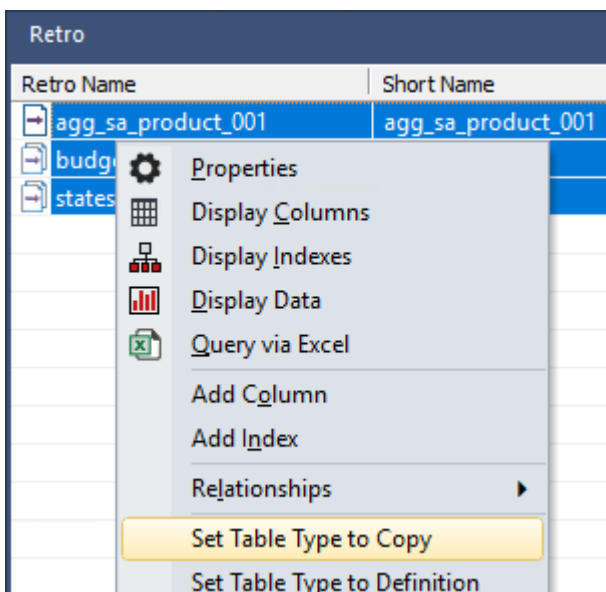 Retro
Retro Name Short Name
agg_sa_product_001 agg_sa_product_001
states
Properties
Display Columns
Display Indexes
Display Data
Query via Excel
Add Column
Add Index
Relationships
Set Table Type to Copy
Set Table Type to Definition